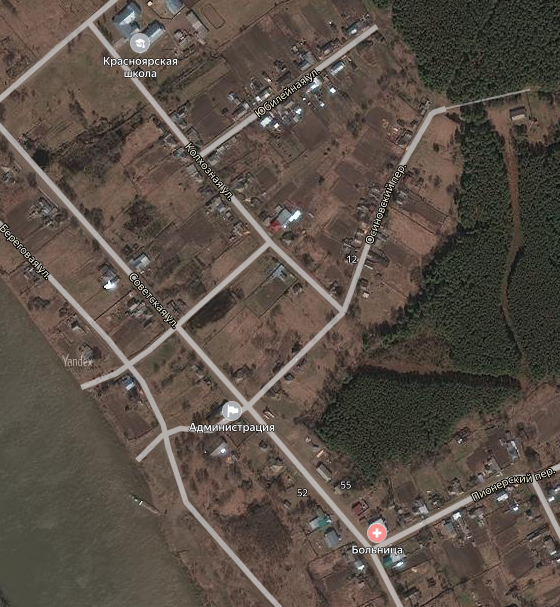 Красноярская
школа
Юбилейная ул.
Колхозная ул.
Осиновский пер.
12
Береговая ул.
Советская ул.
Yandex
Администрация
55
52
Пионерский пер.
Больница